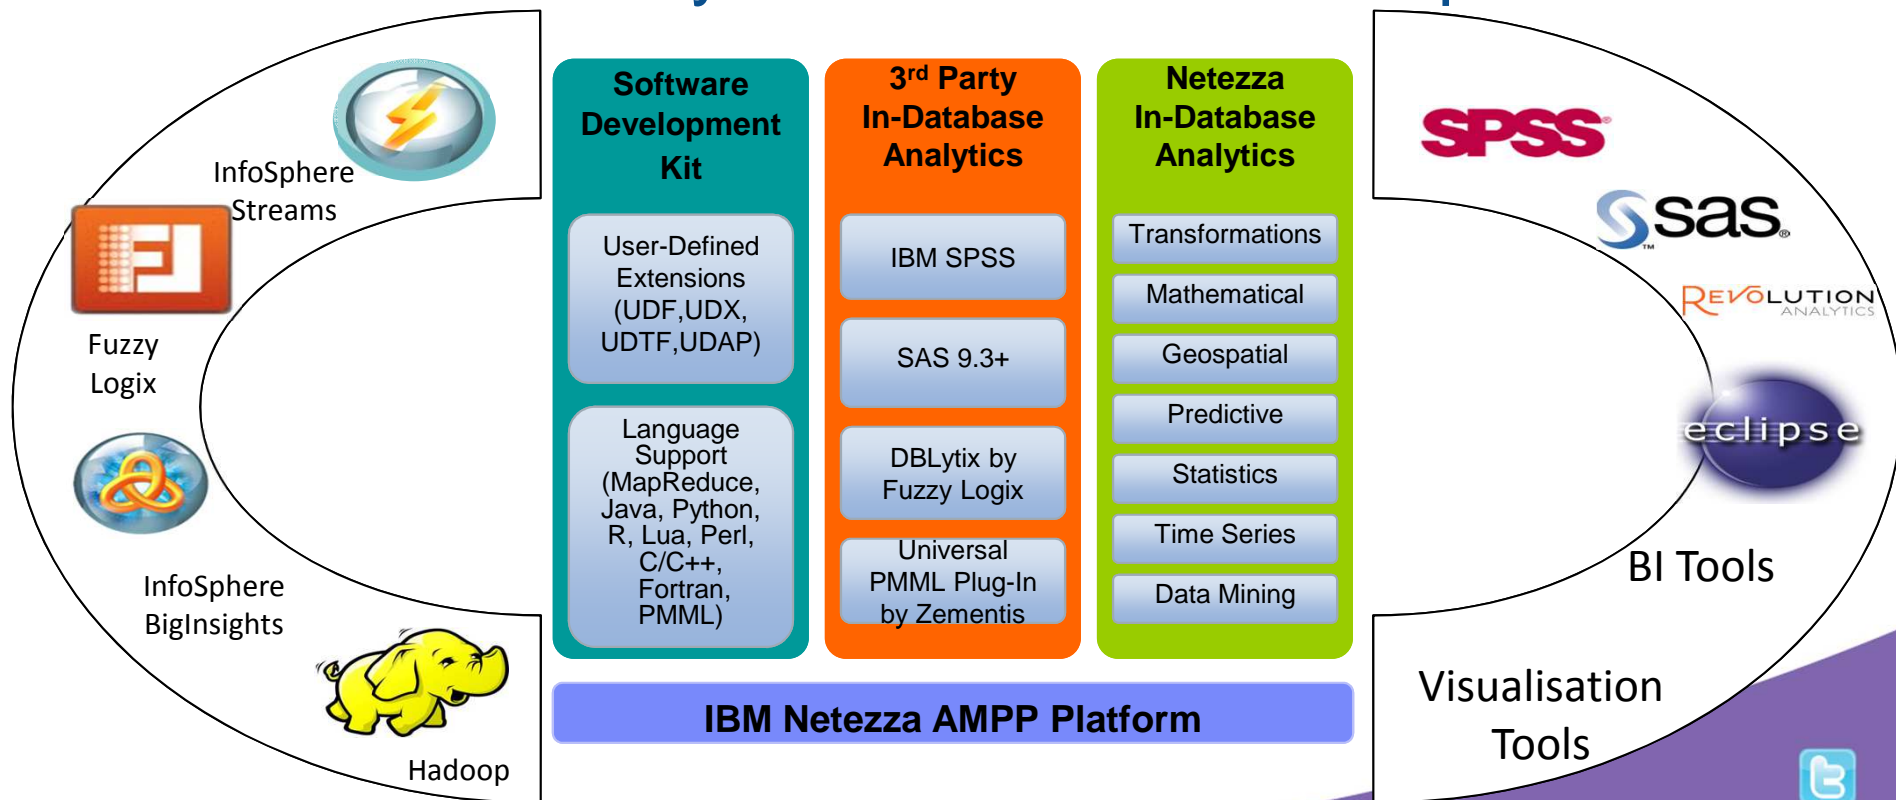 InfoSphere
Streams
Fuzzy
Logix
InfoSphere
BigInsights
Hadoop
Software
Development
Kit
User-Defined
Extensions
(UDF,UDX,
UDTF,UDAP)
Language
Support
(MapReduce,
Java, Python,
R, Lua, Perl,
C/C++,
Fortran,
PMML)
3rd Party
In-Database
Analytics
IBM SPSS
SAS 9.3+
DBLytix by
Fuzzy Logix
Universal
PMML Plug-In
by Zementis
Netezza
In-Database
Analytics
Transformations
Mathematical
Geospatial
Predictive
Statistics
Time Series
Data Mining
IBM Netezza AMPP Platform
SPSS®
sas®
™
REVOLUTION
ANALYTICS
eclipse
BI Tools
Visualisation
Tools